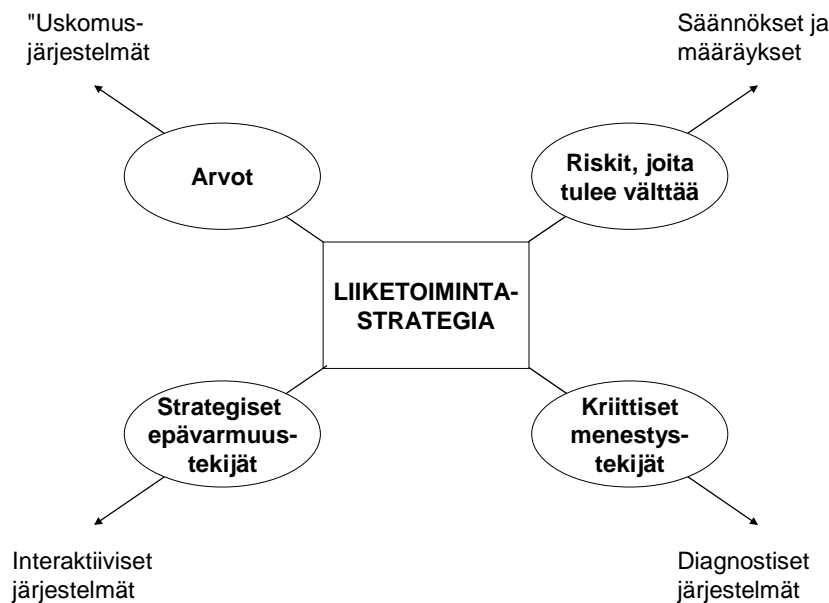 "Uskomus-
järjestelmät
Säännökset ja
määräykset
Arvot
Riskit, joita
tulee välttää
LIIKETOIMINTA-
STRATEGIA
Strategiset
epävarmuus-
tekijät
Kriittiset
menestys-
tekijät
Interaktiiviset
järjestelmät
Diagnostiset
järjestelmät